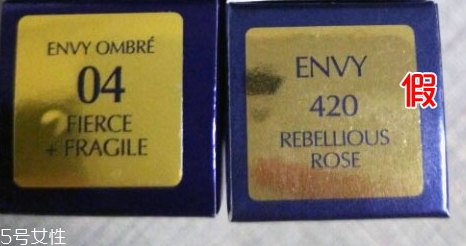 ENVY OMBRÉ
04
FIERCE
+ FRAGILE
ENVY
420
REBELLIOUS
ROSE
假
5号女性